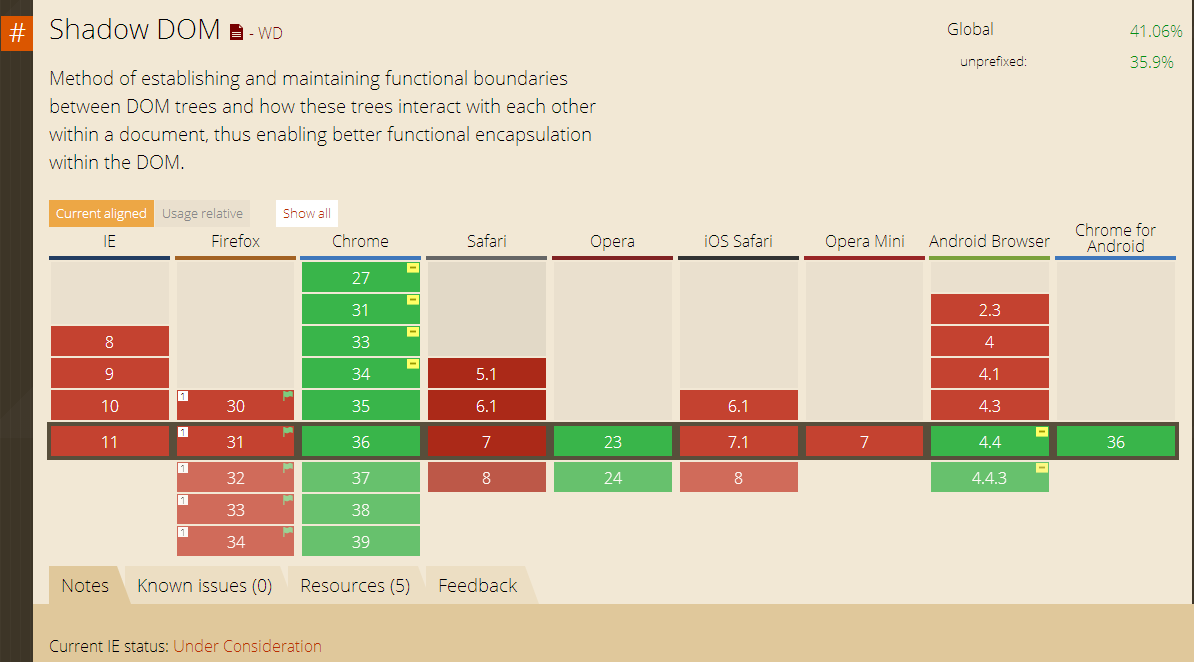 #
Shadow DOM - WD
Global 41.06%
unprefixed: 35.9%
Method of establishing and maintaining functional boundaries
between DOM trees and how these trees interact with each other
within a document, thus enabling better functional encapsulation
within the DOM.
Current aligned Usage relative Show all
IE Firefox Chrome Safari Opera iOS Safari Opera Mini Android Browser Chrome for Android
27
31 2.3
8 33 4
9 34 5.1 4.1
10 1 30 35 6.1 6.1 4.3
11 1 31 36 7 23 7.1 7 4.4 36
1 32 37 8 24 8 4.4.3
1 33 38
1 34 39
Notes Known issues (0) Resources (5) Feedback
Current IE status: Under Consideration